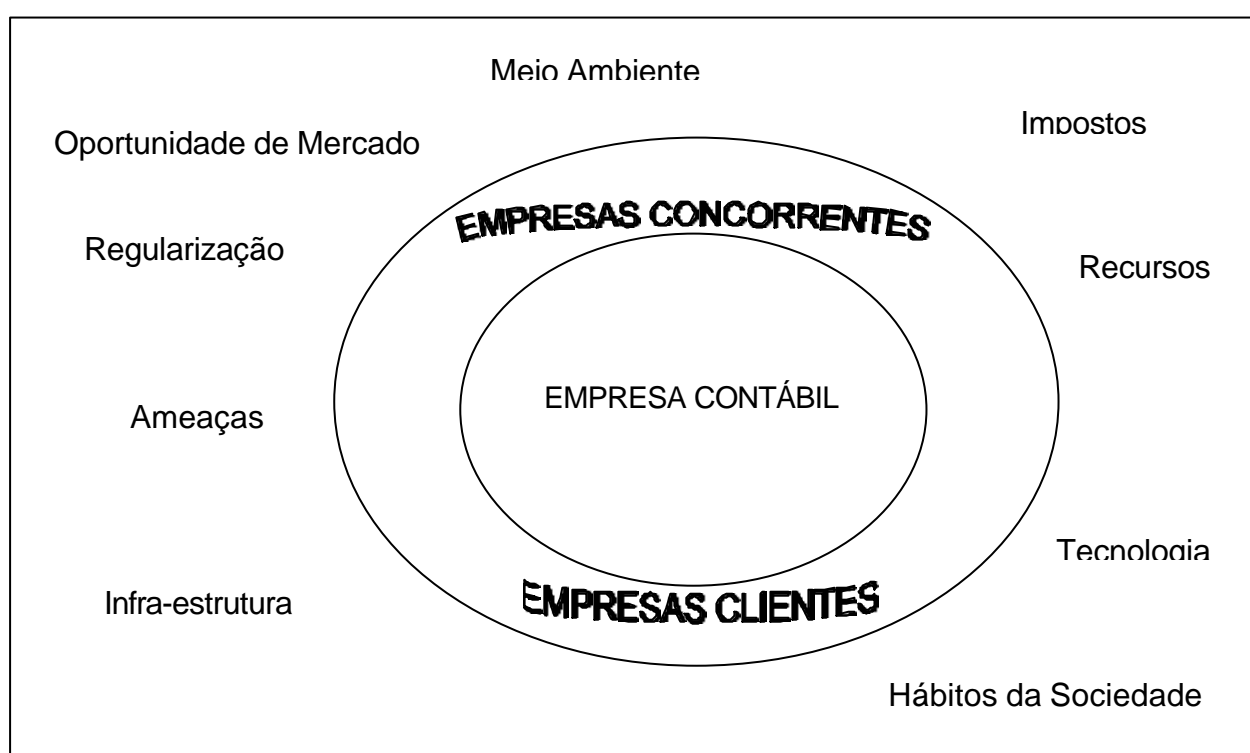 Meio Ambiente
Impostos
Oportunidade de Mercado
EMPRESAS CONCORRENTES
Regularização
Recursos
EMPRESA CONTÁBIL
Ameaças
Tecnologia
EMPRESAS CLIENTES
Infra-estrutura
Hábitos da Sociedade